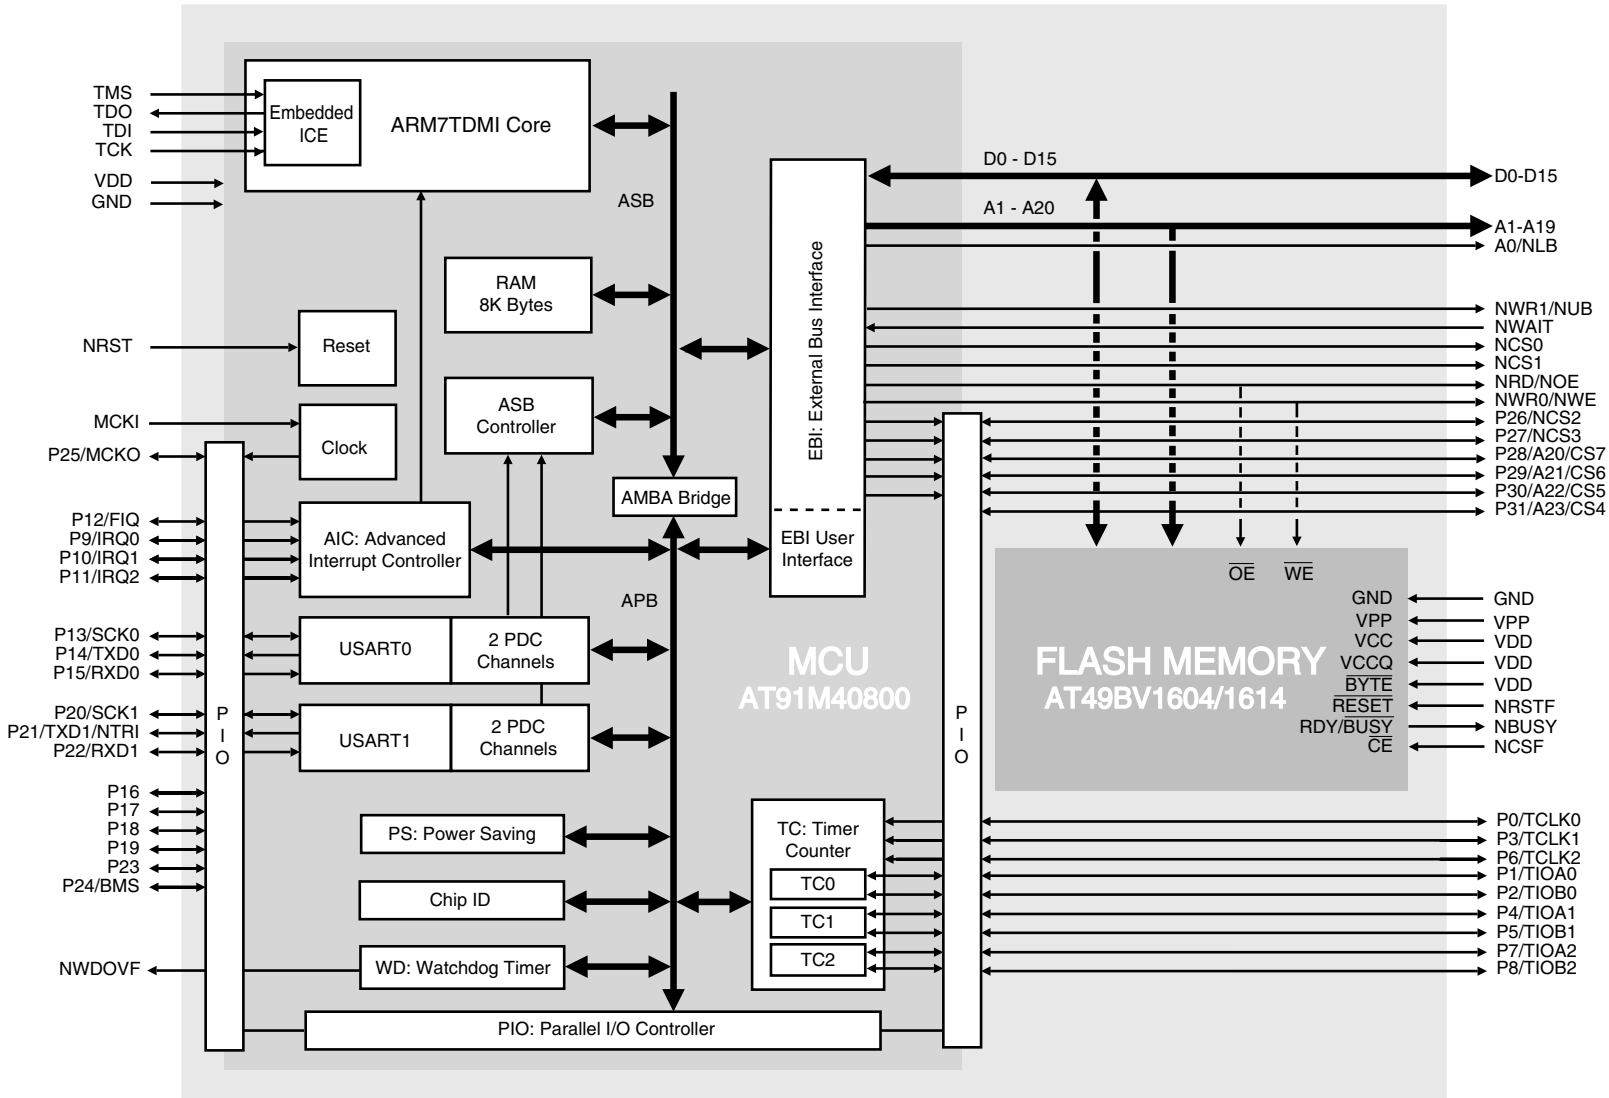 TMS
TDO
TDI
TCK
VDD
GND
NRST
MCKI
P25/MCKO
P12/FIQ
P9/IRQ0
P10/IRQ1
P11/IRQ2
P13/SCK0
P14/TXD0
P15/RXD0
P20/SCK1
P21/TXD1/NTRI
P22/RXD1
P16
P17
P18
P19
P23
P24/BMS
NWDOVF
PIO
Embedded
ICE
ARM7TDMI Core
ASB
RAM
8K Bytes
Reset
ASB
Controller
Clock
AMBA Bridge
AIC: Advanced
Interrupt Controller
APB
USART0
2 PDC
Channels
USART1
2 PDC
Channels
PS: Power Saving
Chip ID
WD: Watchdog Timer
PIO: Parallel I/O Controller
EBI: External Bus Interface
EBI User
Interface
MCU
AT91M40800
TC: Timer
Counter
TC0
TC1
TC2
PIO
D0 - D15
A1 - A20
OE
WE
FLASH MEMORY
AT49BV1604/1614
GND
VPP
VCC
VCCQ
BYTE
RESET
RDY/BUSY
CE
D0-D15
A1-A19
A0/NLB
NWR1/NUB
NWAIT
NCS0
NCS1
NRD/NOE
NWR0/NWE
P26/NCS2
P27/NCS3
P28/A20/CS7
P29/A21/CS6
P30/A22/CS5
P31/A23/CS4
GND
VPP
VDD
VDD
VDD
NRSTF
NBUSY
NCSF
P0/TCLK0
P3/TCLK1
P6/TCLK2
P1/TIOA0
P2/TIOB0
P4/TIOA1
P5/TIOB1
P7/TIOA2
P8/TIOB2